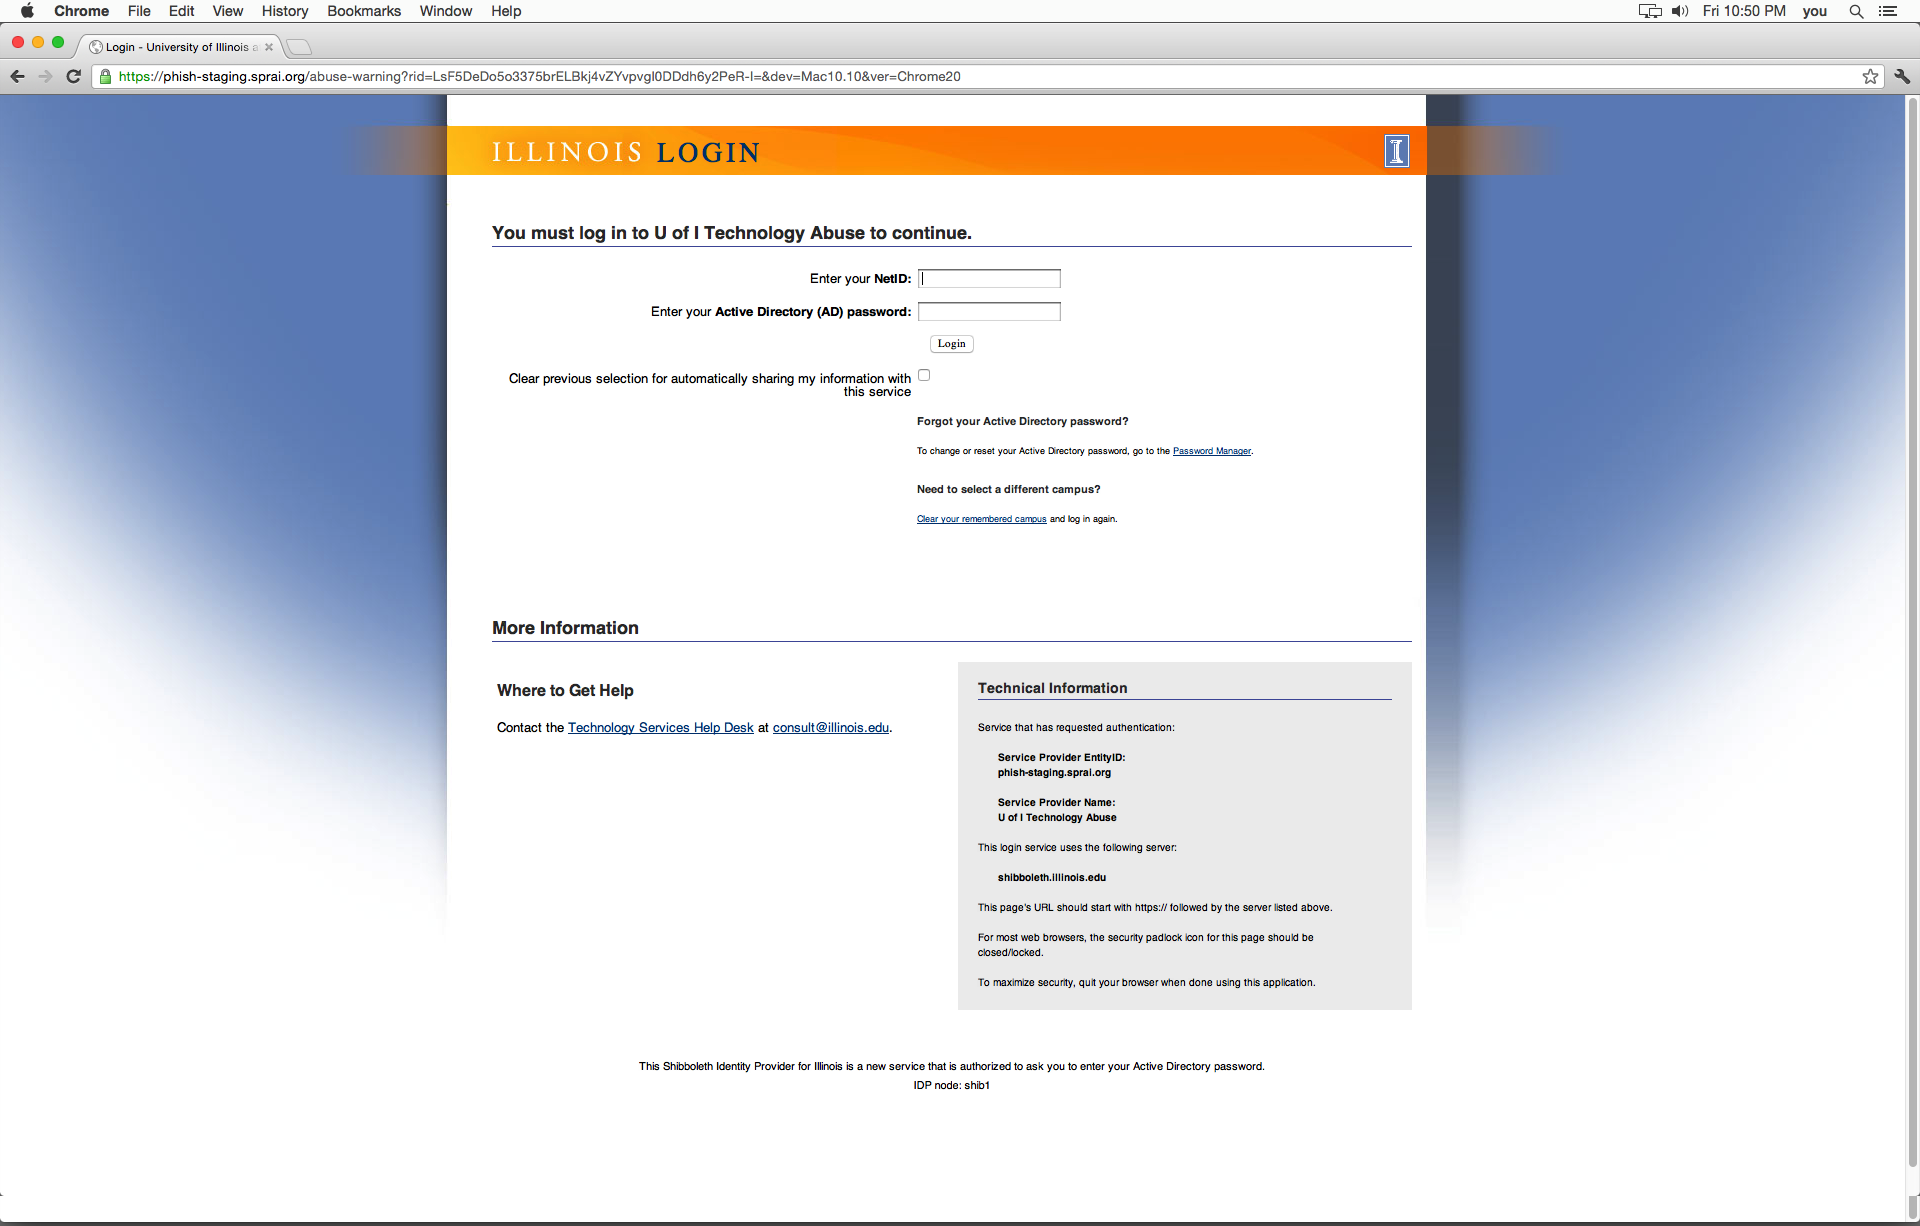 Chrome File Edit View History Bookmarks Window Help Fri 10:50 PM you
Login - University of Illinois a
https://phish-staging.sprai.org/abuse-warning?rid=LsF5DeDo5o3375brELBkj4vZYvpvgI0DDdh6y2PeR-I=&dev=Mac10.10&ver=Chrome20
ILLINOIS LOGIN
You must log in to U of I Technology Abuse to continue.
Enter your NetID:
Enter your Active Directory (AD) password:
Login
Clear previous selection for automatically sharing my information with
this service
Forgot your Active Directory password?
To change or reset your Active Directory password, go to the Password Manager.
Need to select a different campus?
Clear your remembered campus and log in again.
More Information
Where to Get Help
Contact the Technology Services Help Desk at consult@illinois.edu.
Technical Information
Service that has requested authentication:
Service Provider EntityID:
phish-staging.sprai.org
Service Provider Name:
U of I Technology Abuse
This login service uses the following server:
shibboleth.illinois.edu
This page's URL should start with https:// followed by the server listed above.
For most web browsers, the security padlock icon for this page should be
closed/locked.
To maximize security, quit your browser when done using this application.
This Shibboleth Identity Provider for Illinois is a new service that is authorized to ask you to enter your Active Directory password.
IDP node: shib1